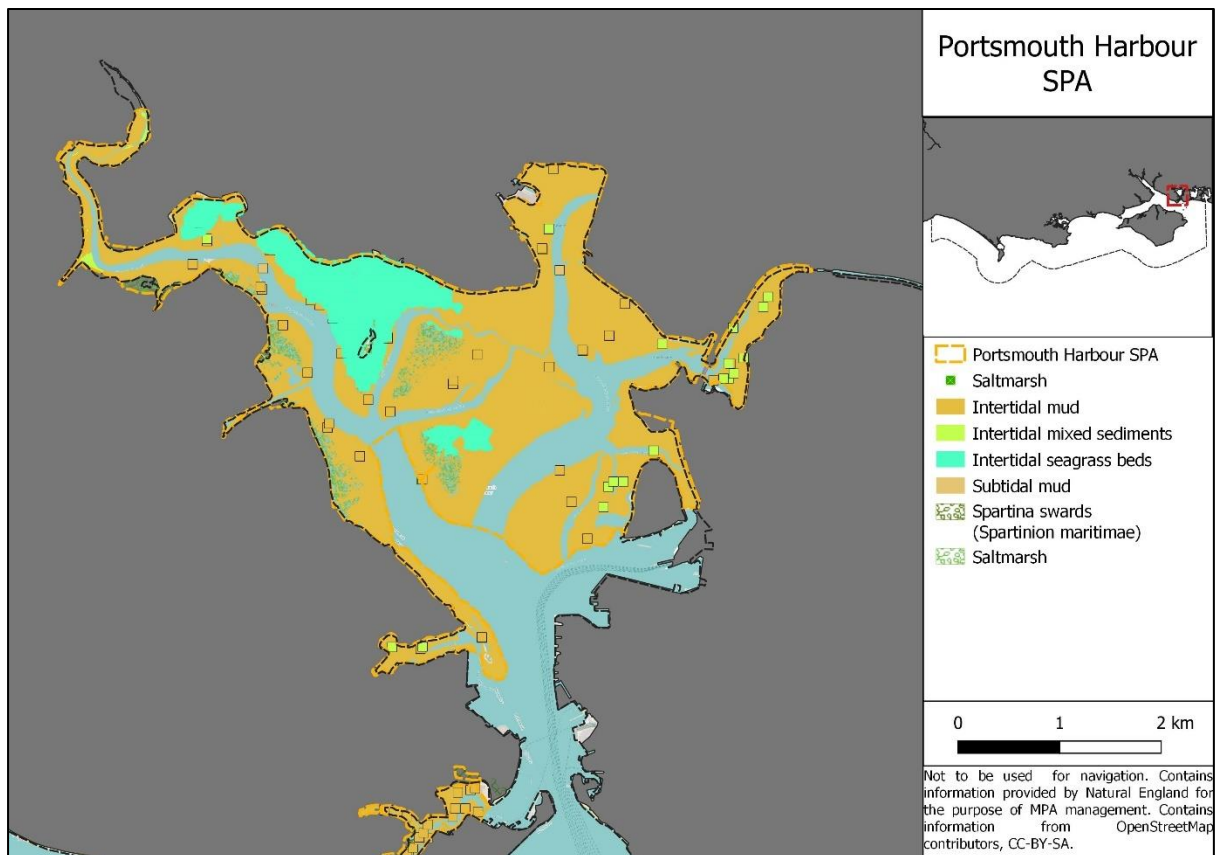 Portsmouth Harbour
SPA
Portsmouth Harbour SPA
Saltmarsh
Intertidal mud
Intertidal mixed sediments
Intertidal seagrass beds
Subtidal mud
Spartina swards
(Spartinion maritimae)
Saltmarsh
0 1 2 km
Not to be used for navigation. Contains
information provided by Natural England for
the purpose of MPA management. Contains
information from OpenStreetMap
contributors, CC-BY-SA.